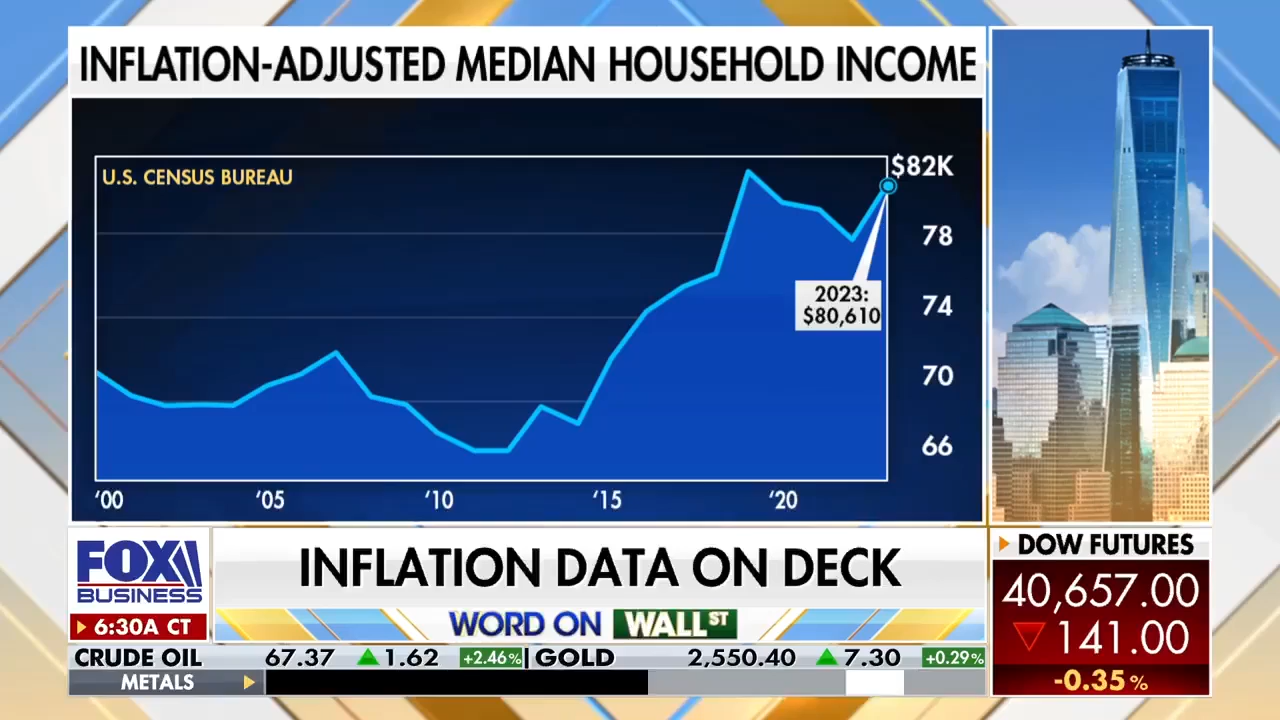 INFLATION-ADJUSTED MEDIAN HOUSEHOLD INCOME
U.S. CENSUS BUREAU
$82K
78
74
70
66
2023:
$80,610
'00 '05 '10 '15 '20
FOX
BUSINESS
6:30A CT
INFLATION DATA ON DECK
WORD ON WALL ST
DOW FUTURES
40,657.00
141.00
-0.35%
CRUDE OIL 67.37 1.62 +2.46% GOLD 2,550.40 7.30 +0.29%
METALS